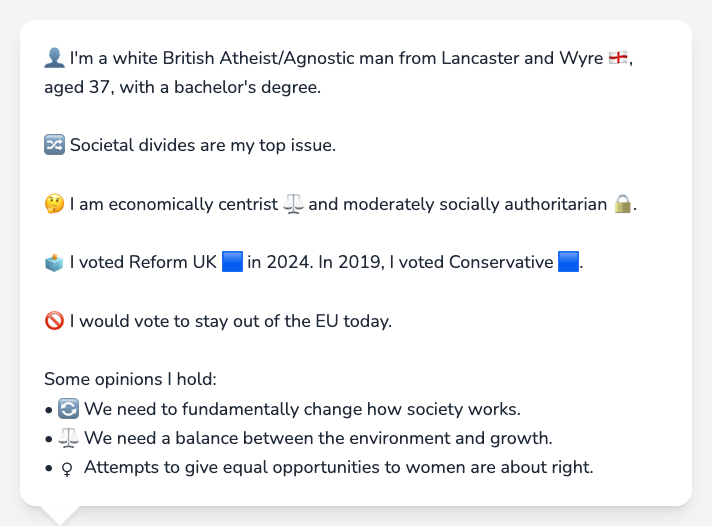 👤 I'm a white British Atheist/Agnostic man from Lancaster and Wyre 🏴󠁧󠁢󠁥󠁮󠁧󠁿,
aged 37, with a bachelor's degree.
🔀 Societal divides are my top issue.
🤔 I am economically centrist ⚖️ and moderately socially authoritarian 🔒.
🗳️ I voted Reform UK 🟦 in 2024. In 2019, I voted Conservative 🟦.
🚫 I would vote to stay out of the EU today.
Some opinions I hold:
• 🔄 We need to fundamentally change how society works.
• ⚖️ We need a balance between the environment and growth.
• ♀ Attempts to give equal opportunities to women are about right.